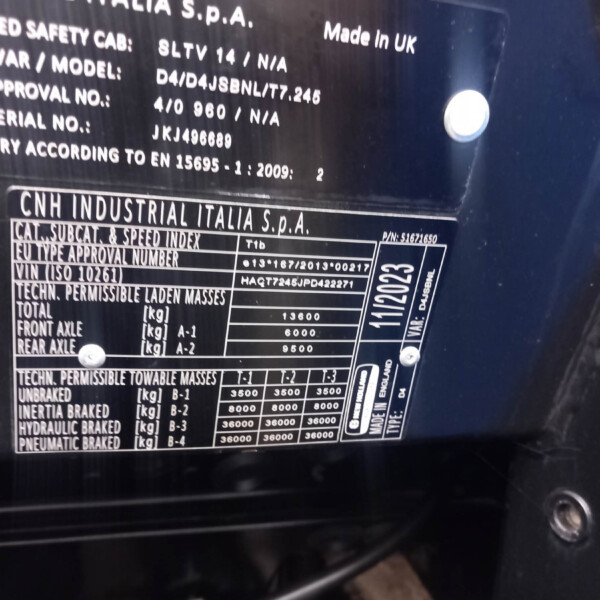 ITALIA S.p.A.
Made in UK
ED SAFETY CAB: SLTV 14 / N/A
VAR / MODEL: D4/D4JSBNL/T7.245
PPROVAL NO.: 4/0 960 / N/A
ERIAL NO.: JKJ496689
RY ACCORDING TO EN 15695 - 1 : 2009: 2
CNH INDUSTRIAL ITALIA S.p.A.
CAT., SUBCAT. & SPEED INDEX T1b
EU TYPE APPROVAL NUMBER e13*167/2013*00217
VIN (ISO 10261) HACT7245JPD422271
TECHN. PERMISSIBLE LADEN MASSES
TOTAL [kg] 13600
FRONT AXLE [kg] A-1 6000
REAR AXLE [kg] A-2 9500
TECHN. PERMISSIBLE TOWABLE MASSES T-1 T-2 T-3
UNBRAKED [kg] B-1 3500 3500 3500
INERTIA BRAKED [kg] B-2 8000 8000 8000
HYDRAULIC BRAKED [kg] B-3 36000 36000 36000
PNEUMATIC BRAKED [kg] B-4 36000 36000 36000
P/N: 51671650
11/2023
VAR: D4JSBNL
NEW HOLLAND
MADE IN ENGLAND
TYPE: D4